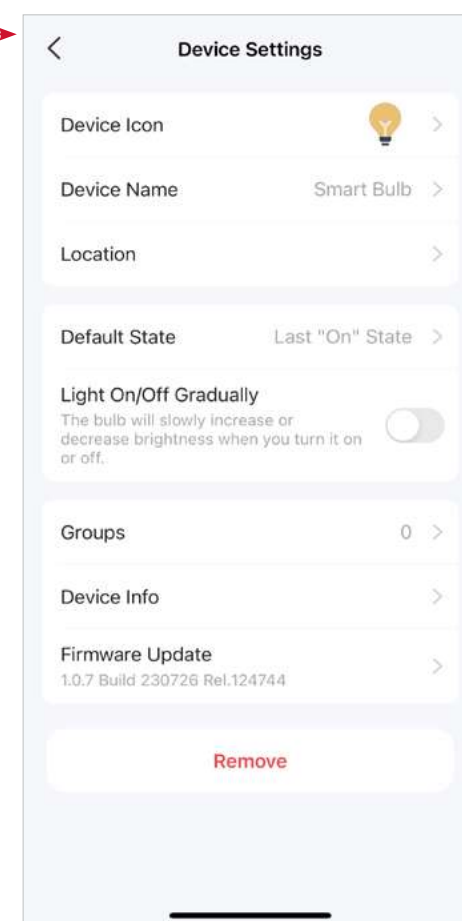 Device Settings
Device Icon
Device Name Smart Bulb
Location
Default State Last "On" State
Light On/Off Gradually
The bulb will slowly increase or
decrease brightness when you turn it on
or off.
Groups 0
Device Info
Firmware Update
1.0.7 Build 230726 Rel.124744
Remove